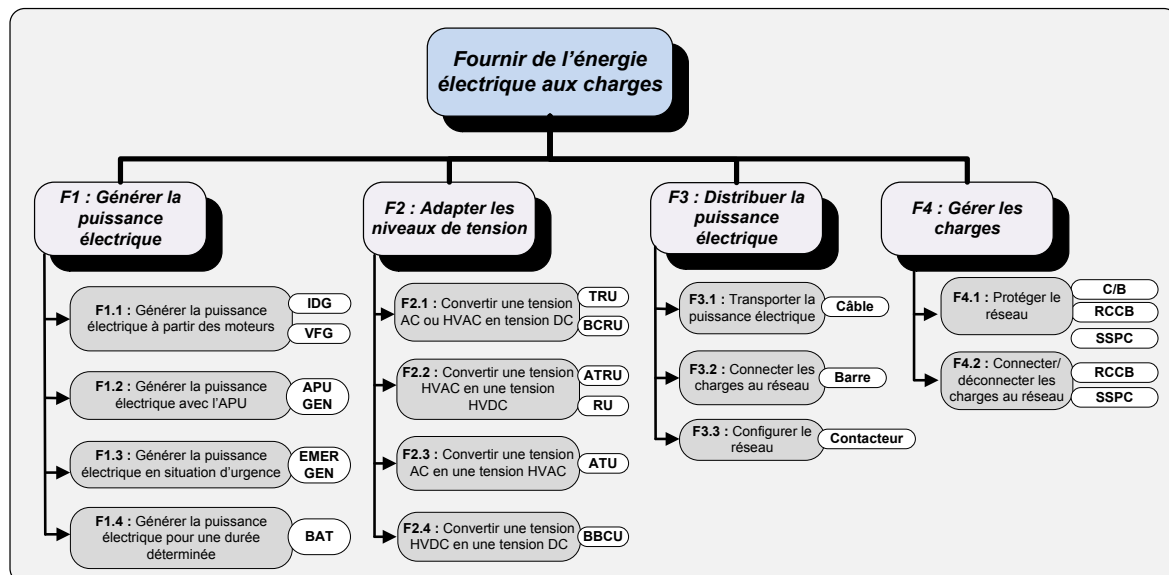 Fournir de l’énergie
électrique aux charges
F1 : Générer la
puissance
électrique
F1.1 : Générer la puissance
électrique à partir des moteurs
IDG
VFG
F1.2 : Générer la puissance
électrique avec l’APU
APU
GEN
F1.3 : Générer la puissance
électrique en situation d’urgence
EMER
GEN
F1.4 : Générer la puissance
électrique pour une durée
déterminée
BAT
F2 : Adapter les
niveaux de tension
F2.1 : Convertir une tension
AC ou HVAC en tension DC
TRU
BCRU
F2.2 : Convertir une tension
HVAC en une tension
HVDC
ATRU
RU
F2.3 : Convertir une tension
AC en une tension HVAC
ATU
F2.4 : Convertir une tension
HVDC en une tension DC
BBCU
F3 : Distribuer la
puissance
électrique
F3.1 : Transporter la
puissance électrique
Câble
F3.2 : Connecter les
charges au réseau
Barre
F3.3 : Configurer le
réseau
Contacteur
F4 : Gérer les
charges
F4.1 : Protéger le
réseau
C/B
RCCB
SSPC
F4.2 : Connecter/
déconnecter les
charges au réseau
RCCB
SSPC